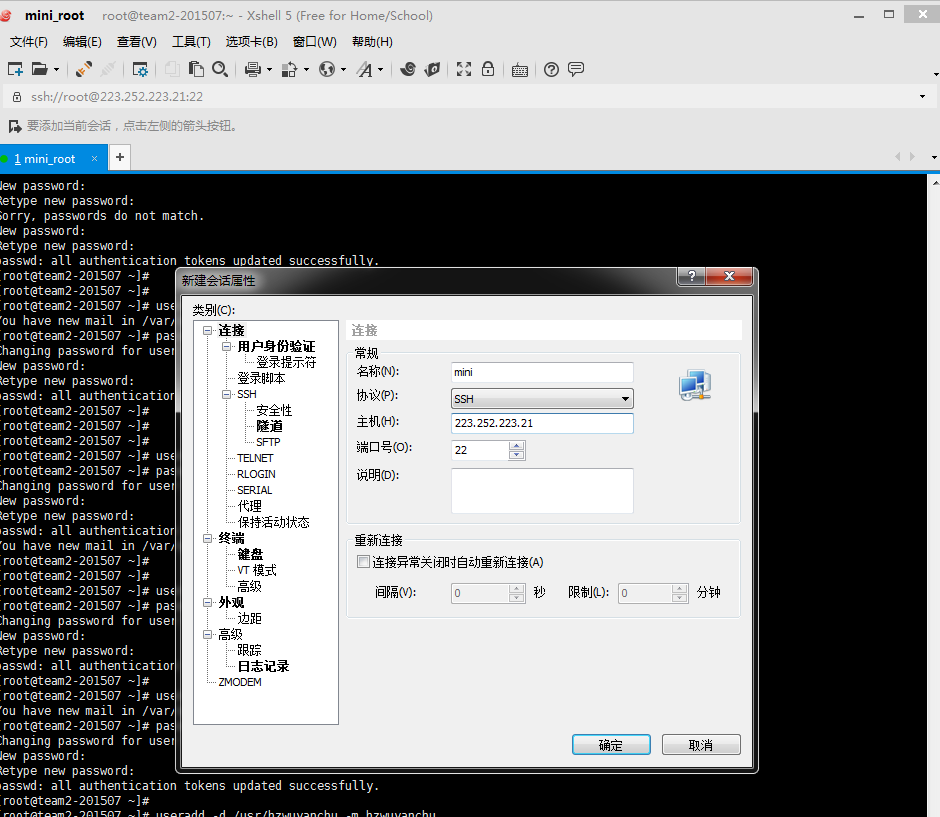 mini_root root@team2-201507:~ - Xshell 5 (Free for Home/School)
文件(F) 编辑(E) 查看(V) 工具(T) 选项卡(B) 窗口(W) 帮助(H)
ssh://root@223.252.223.21:22
要添加当前会话，点击左侧的箭头按钮。
1 mini_root
New password:
Retype new password:
Sorry, passwords do not match.
New password:
Retype new password:
passwd: all authentication tokens updated successfully.
[root@team2-201507 ~]#
[root@team2-201507 ~]#
[root@team2-201507 ~]# use
You have new mail in /var/
[root@team2-201507 ~]# pas
Changing password for user
New password:
Retype new password:
passwd: all authentication
[root@team2-201507 ~]#
[root@team2-201507 ~]#
[root@team2-201507 ~]#
[root@team2-201507 ~]# use
[root@team2-201507 ~]# pas
Changing password for user
New password:
Retype new password:
passwd: all authentication
You have new mail in /var/
[root@team2-201507 ~]#
[root@team2-201507 ~]#
[root@team2-201507 ~]# use
[root@team2-201507 ~]# pas
Changing password for user
New password:
Retype new password:
passwd: all authentication
[root@team2-201507 ~]#
[root@team2-201507 ~]# use
You have new mail in /var/
[root@team2-201507 ~]# pas
Changing password for user
New password:
Retype new password:
passwd: all authentication tokens updated successfully.
[root@team2-201507 ~]#
[root@team2-201507 ~]# useradd -d /usr/hzwuyanchu -m hzwuyanchu
新建会话属性
类别(C):
连接
用户身份验证
登录提示符
登录脚本
SSH
安全性
隧道
SFTP
TELNET
RLOGIN
SERIAL
代理
保持活动状态
终端
键盘
VT 模式
高级
外观
边距
高级
跟踪
日志记录
ZMODEM
连接
常规
名称(N): mini
协议(P): SSH
主机(H): 223.252.223.21
端口号(O): 22
说明(D):
重新连接
连接异常关闭时自动重新连接(A)
间隔(V): 0 秒 限制(L): 0 分钟
确定 取消